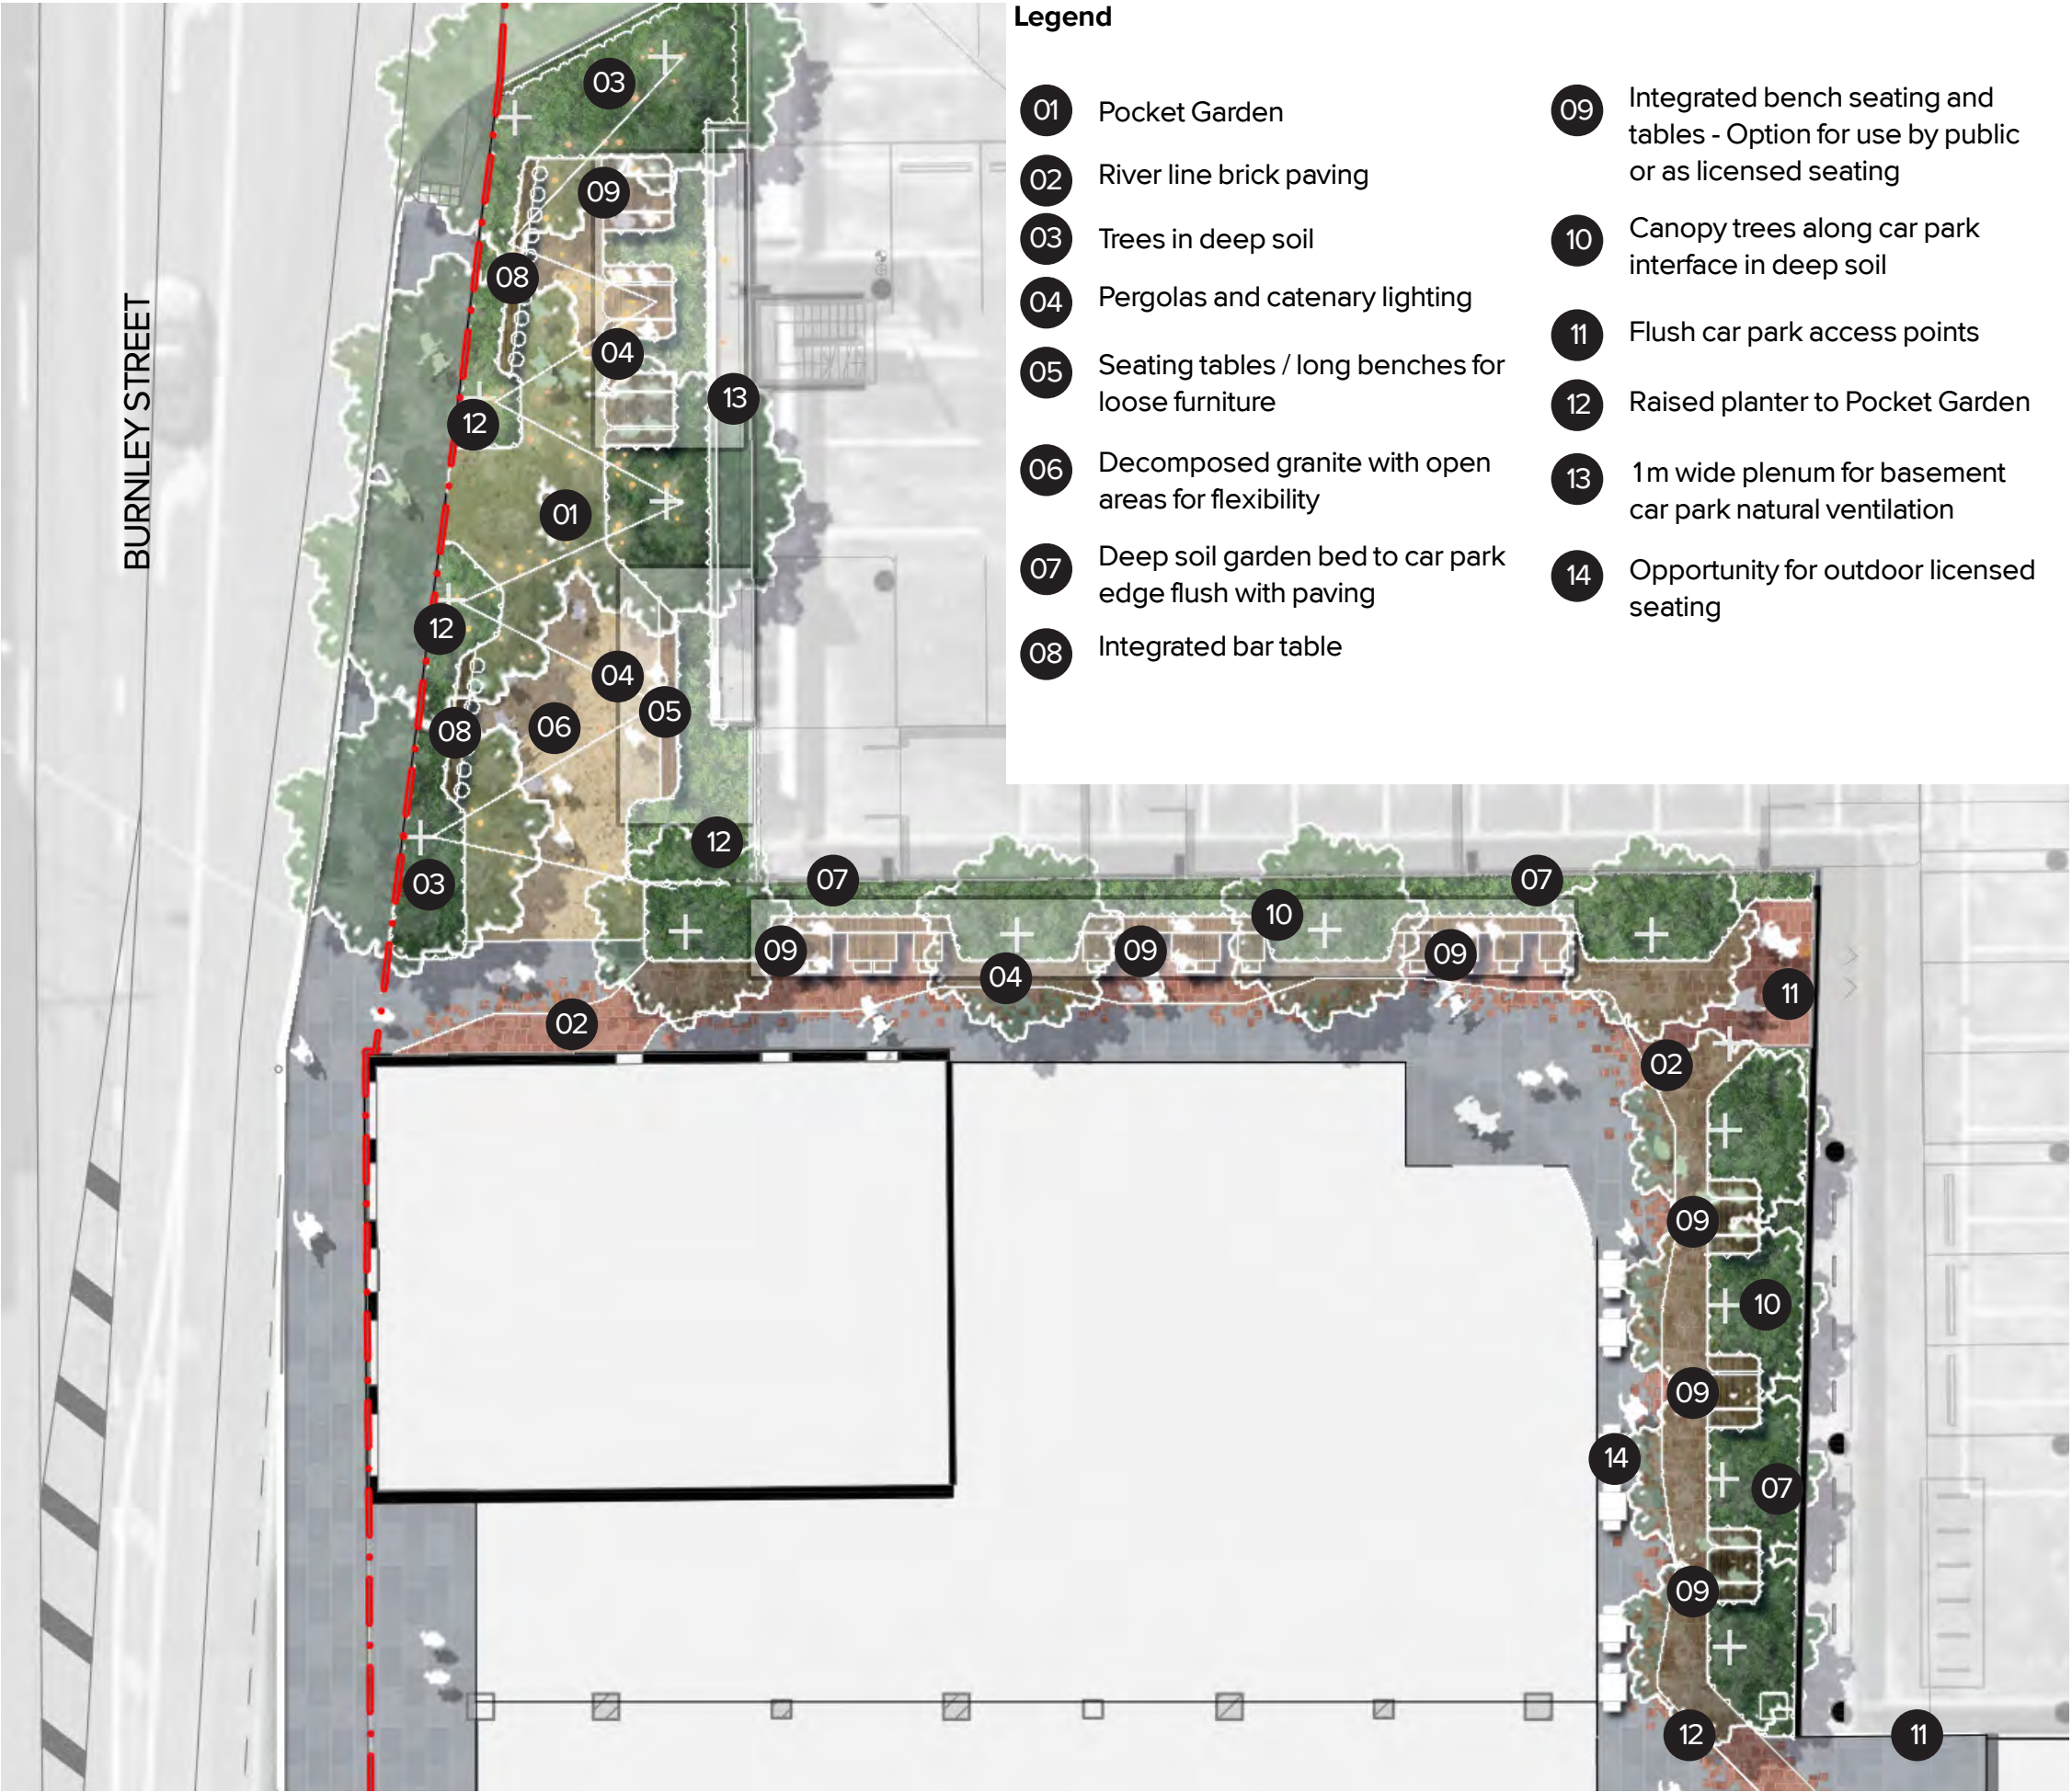 Legend
01 Pocket Garden
02 River line brick paving
03 Trees in deep soil
04 Pergolas and catenary lighting
05 Seating tables / long benches for
loose furniture
06 Decomposed granite with open
areas for flexibility
07 Deep soil garden bed to car park
edge flush with paving
08 Integrated bar table
09 Integrated bench seating and
tables - Option for use by public
or as licensed seating
10 Canopy trees along car park
interface in deep soil
11 Flush car park access points
12 Raised planter to Pocket Garden
13 1m wide plenum for basement
car park natural ventilation
14 Opportunity for outdoor licensed
seating
BURNLEY STREET
03
09
08
04
13
12
01
12
04
05
08
06
12
03
07
07
10
09
09
09
04
11
02
02
09
10
09
14
07
09
12
11